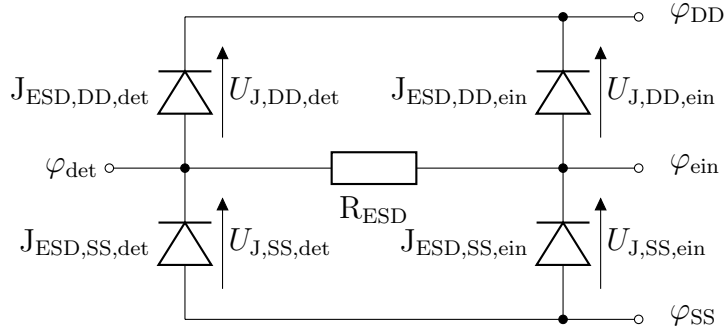 φDD
JESD,DD,det UJ,DD,det JESD,DD,ein UJ,DD,ein
φdet φein
RESD
JESD,SS,det UJ,SS,det JESD,SS,ein UJ,SS,ein
φSS